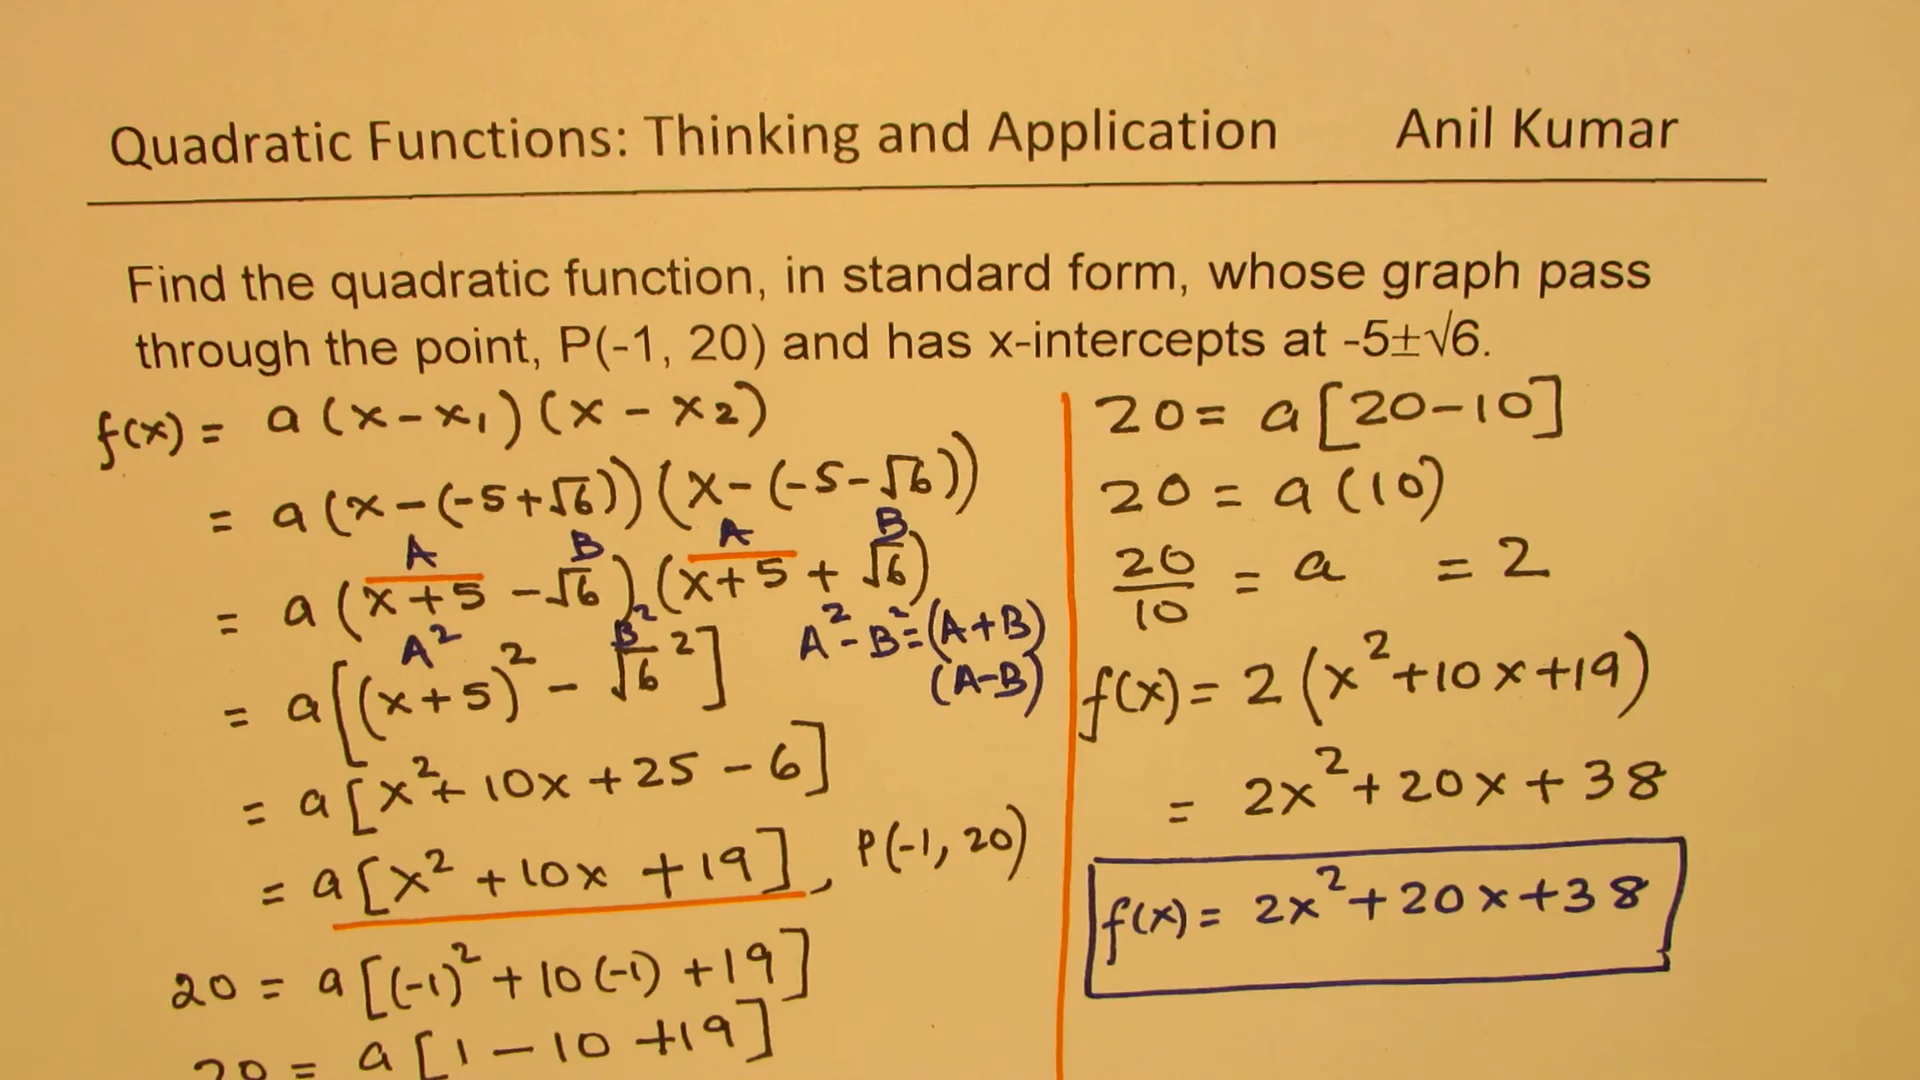 Quadratic Functions: Thinking and Application Anil Kumar
Find the quadratic function, in standard form, whose graph pass
through the point, P(-1, 20) and has x-intercepts at -5±√6.
f(x) = a(x-x₁)(x - x₂)
= a(x-(-5+√6))(x-(-5-√6))
A B A B
= a(x+5 -√6)(x+5 + √6)
A² B²
= a[(x+5)² - √6²]
A²-B²=(A+B)
(A-B)
= a[x²+10x+25-6]
= a[x²+10x+19], P(-1, 20)
20 = a[(-1)²+10(-1)+19]
20 = a[1-10+19]
20 = a[20-10]
20 = a(10)
20/10 = a = 2
f(x) = 2(x²+10x+19)
= 2x²+20x+38
f(x) = 2x²+20x+38